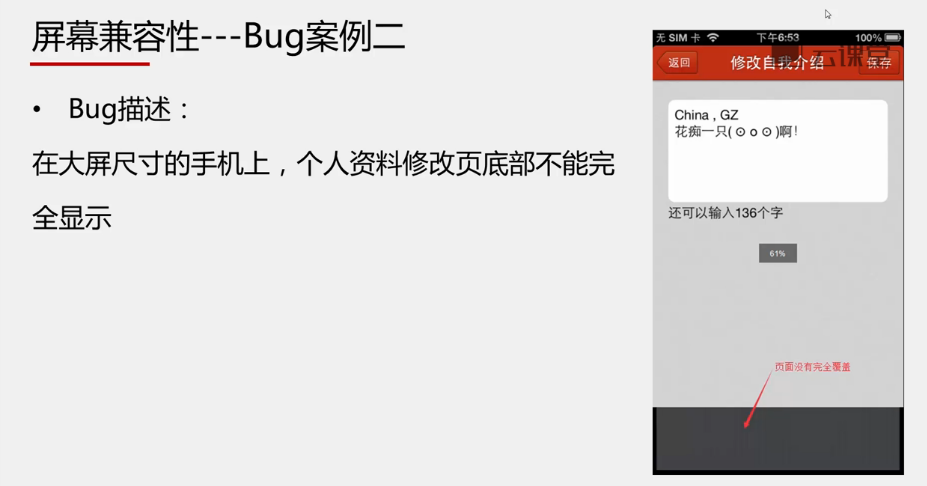 屏幕兼容性---Bug案例二
• Bug描述：
在大屏尺寸的手机上，个人资料修改页底部不能完
全显示
无 SIM 卡 下午6:53 100%
返回 修改自我介绍 保存
云课堂
China , GZ
花痴一只(⊙o⊙)啊!
还可以输入136个字
61%
页面没有完全覆盖